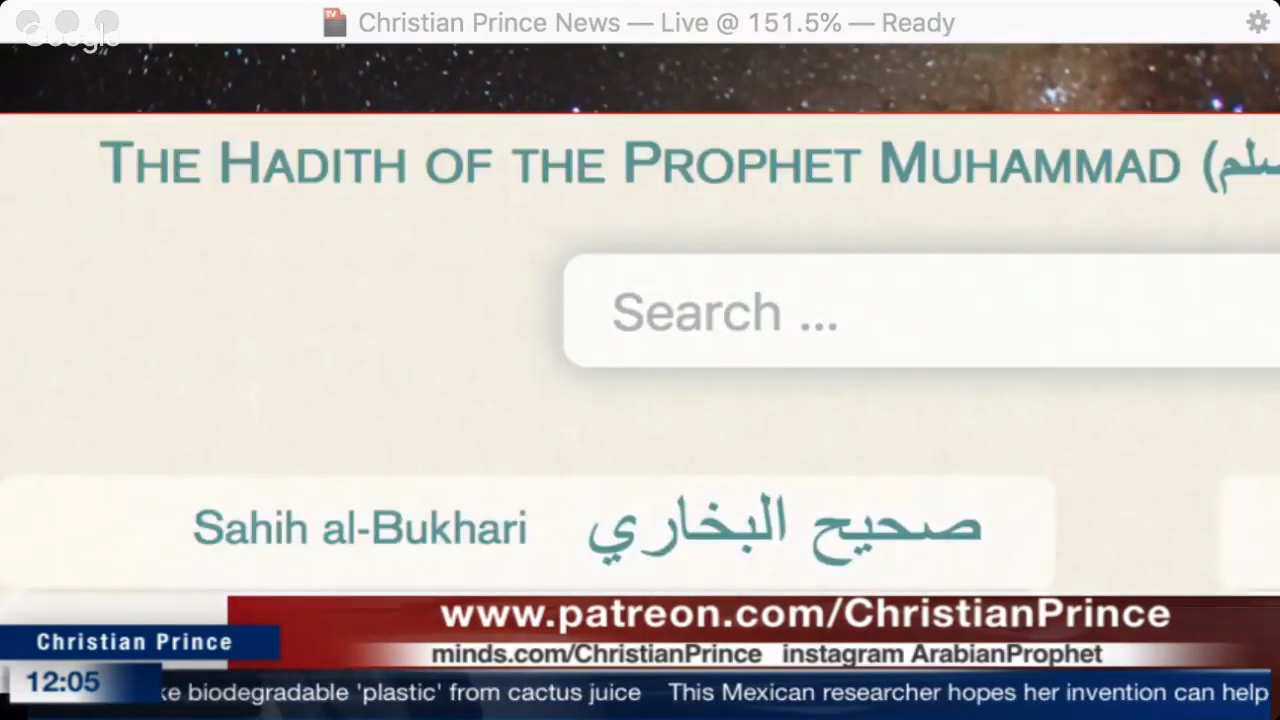 Christian Prince News — Live @ 151.5% — Ready
Google
THE HADITH OF THE PROPHET MUHAMMAD (
Search ...
Sahih al-Bukhari صحيح البخاري
www.patreon.com/ChristianPrince
Christian Prince
minds.com/ChristianPrince instagram ArabianProphet
12:05
ke biodegradable 'plastic' from cactus juice This Mexican researcher hopes her invention can help